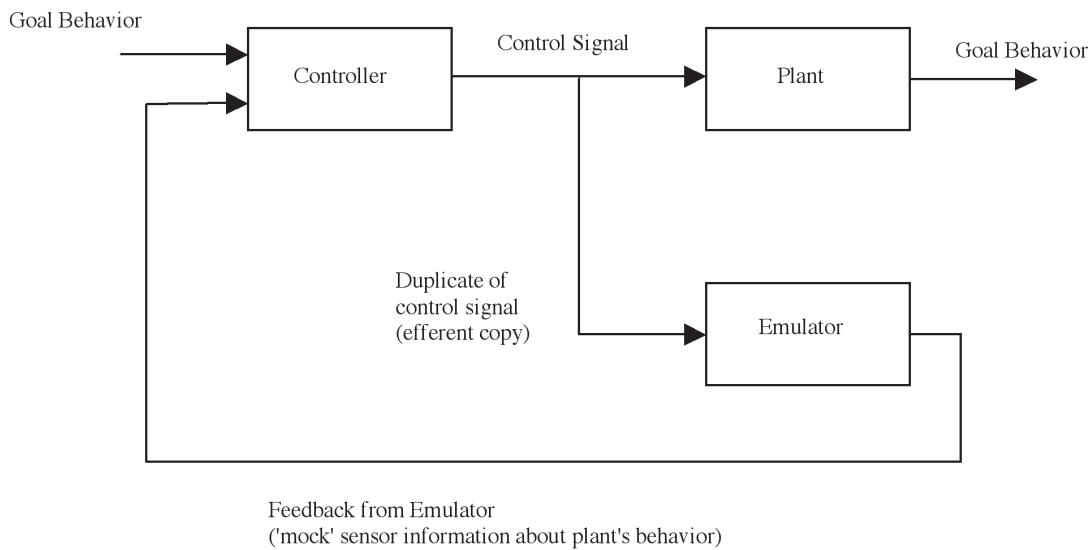 Goal Behavior
Control Signal
Goal Behavior
Controller
Plant
Duplicate of
control signal
(efferent copy)
Emulator
Feedback from Emulator
('mock' sensor information about plant's behavior)